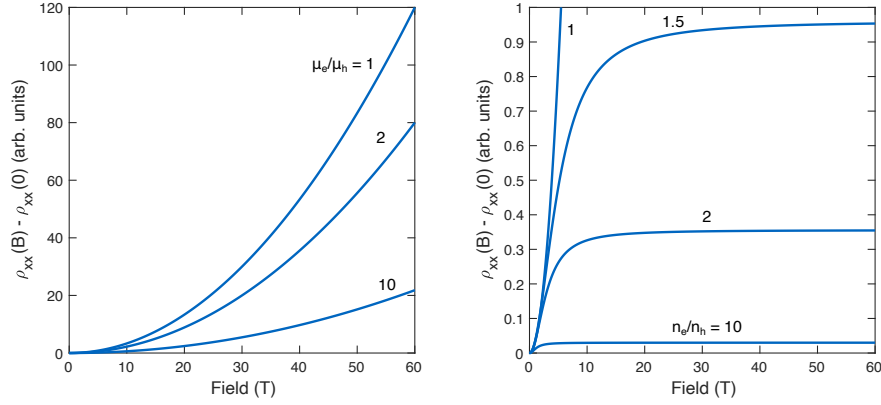 120
100
80
60
40
20
0
ρxx(B) - ρxx(0) (arb. units)
μe/μh = 1
2
10
0 10 20 30 40 50 60
Field (T)
1
0.9
0.8
0.7
0.6
0.5
0.4
0.3
0.2
0.1
0
ρxx(B) - ρxx(0) (arb. units)
1
1.5
2
ne/nh = 10
0 10 20 30 40 50 60
Field (T)